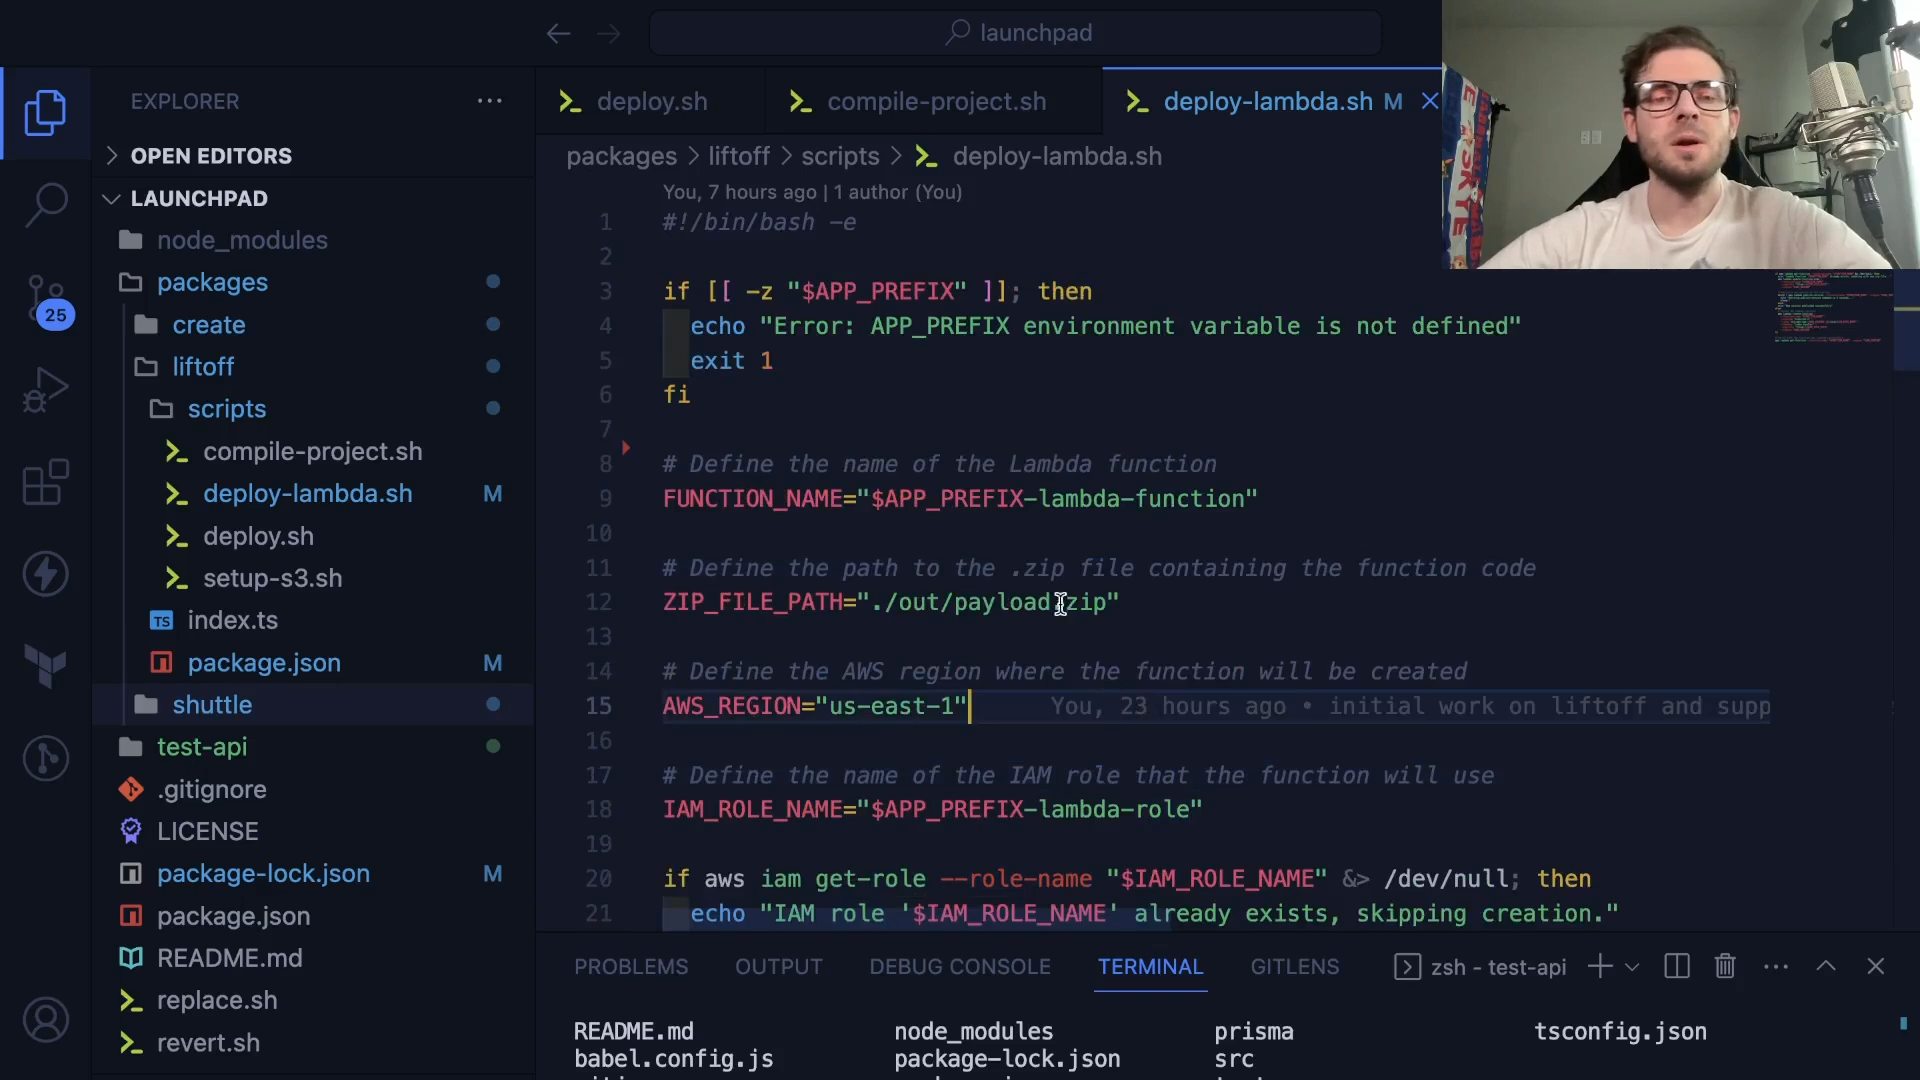 launchpad
EXPLORER
OPEN EDITORS
LAUNCHPAD
node_modules
packages
create
liftoff
scripts
compile-project.sh
deploy-lambda.sh M
deploy.sh
setup-s3.sh
TS index.ts
package.json M
shuttle
test-api
.gitignore
LICENSE
package-lock.json M
package.json
README.md
replace.sh
revert.sh
25
deploy.sh
compile-project.sh
deploy-lambda.sh M
packages > liftoff > scripts > deploy-lambda.sh
You, 7 hours ago | 1 author (You)
1 #!/bin/bash -e
2
3 if [[ -z "$APP_PREFIX" ]]; then
4 echo "Error: APP_PREFIX environment variable is not defined"
5 exit 1
6 fi
7
8 # Define the name of the Lambda function
9 FUNCTION_NAME="$APP_PREFIX-lambda-function"
10
11 # Define the path to the .zip file containing the function code
12 ZIP_FILE_PATH="./out/payload.zip"
13
14 # Define the AWS region where the function will be created
15 AWS_REGION="us-east-1" You, 23 hours ago • initial work on liftoff and supp
16
17 # Define the name of the IAM role that the function will use
18 IAM_ROLE_NAME="$APP_PREFIX-lambda-role"
19
20 if aws iam get-role --role-name "$IAM_ROLE_NAME" &> /dev/null; then
21 echo "IAM role '$IAM_ROLE_NAME' already exists, skipping creation."
PROBLEMS OUTPUT DEBUG CONSOLE TERMINAL GITLENS zsh - test-api
README.md node_modules prisma tsconfig.json
babel.config.js package-lock.json src